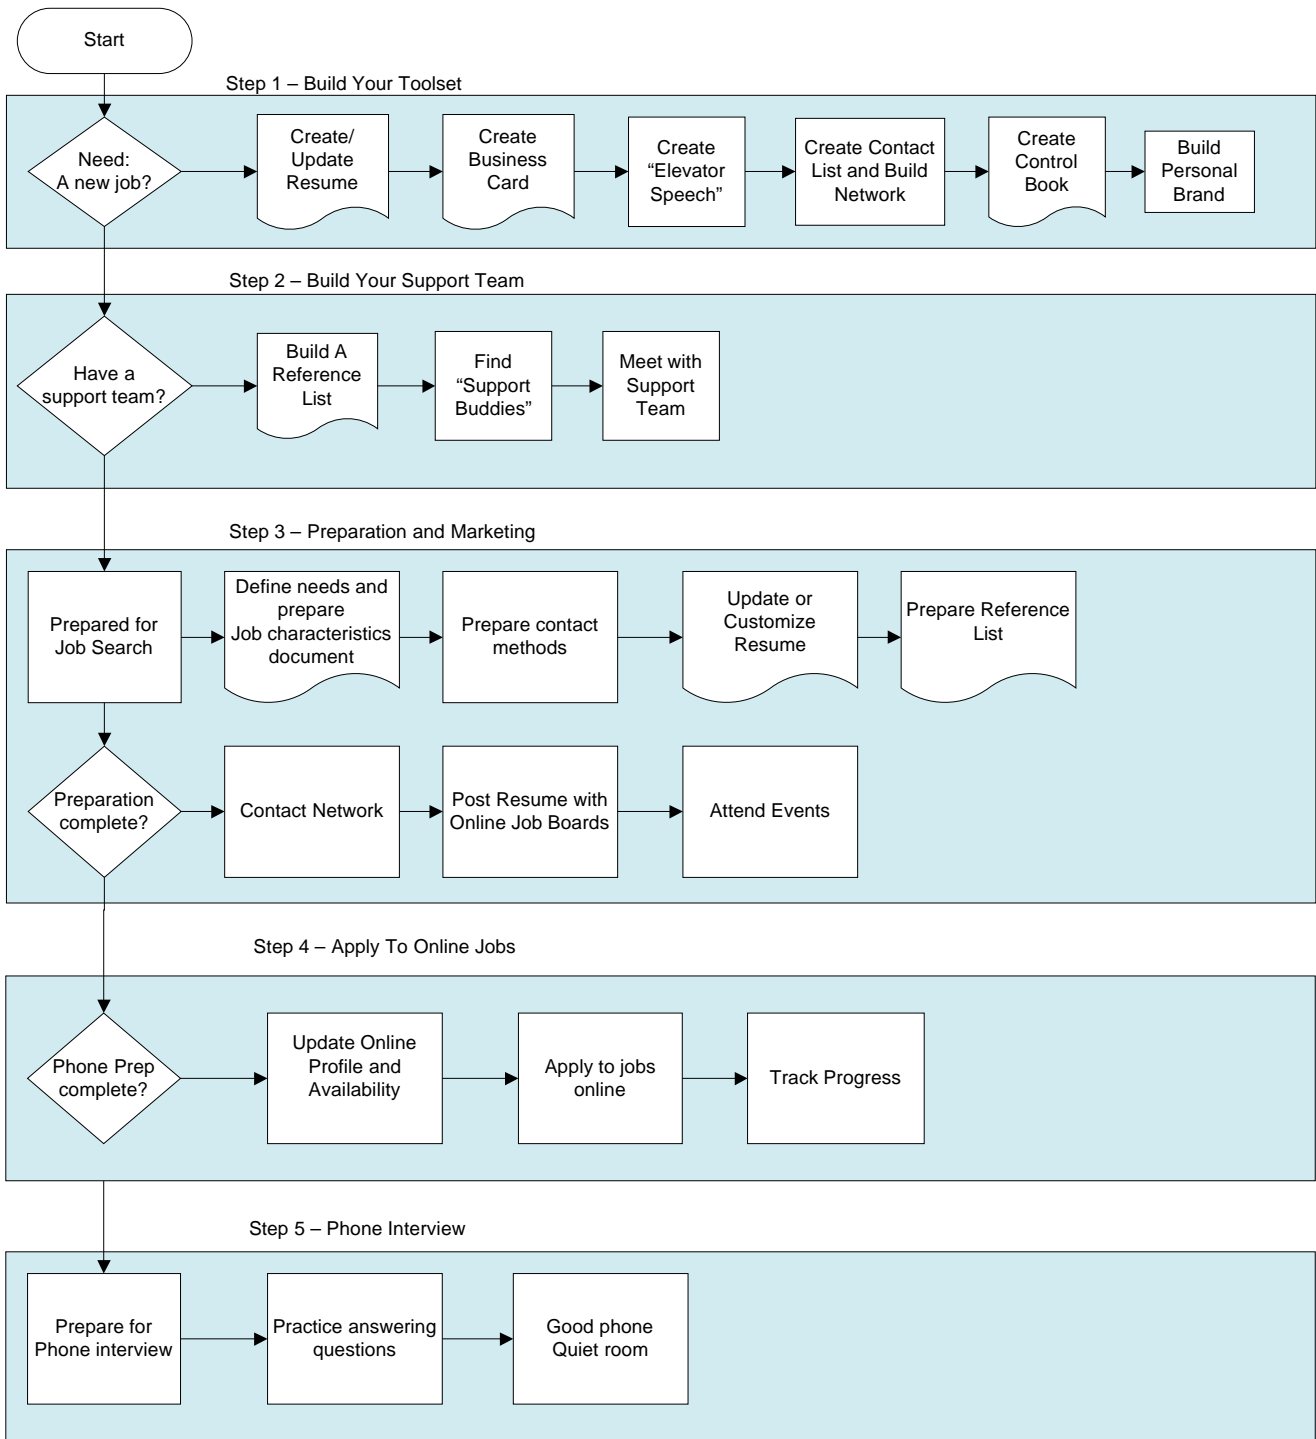 Start
Step 1 – Build Your Toolset
Need:
A new job?
Create/
Update
Resume
Create
Business
Card
Create
“Elevator
Speech”
Create Contact
List and Build
Network
Create
Control
Book
Build
Personal
Brand
Step 2 – Build Your Support Team
Have a
support team?
Build A
Reference
List
Find
“Support
Buddies”
Meet with
Support
Team
Step 3 – Preparation and Marketing
Prepared for
Job Search
Define needs and
prepare
Job characteristics
document
Prepare contact
methods
Update or
Customize
Resume
Prepare Reference
List
Preparation
complete?
Contact Network
Post Resume with
Online Job Boards
Attend Events
Step 4 – Apply To Online Jobs
Phone Prep
complete?
Update Online
Profile and
Availability
Apply to jobs
online
Track Progress
Step 5 – Phone Interview
Prepare for
Phone interview
Practice answering
questions
Good phone
Quiet room